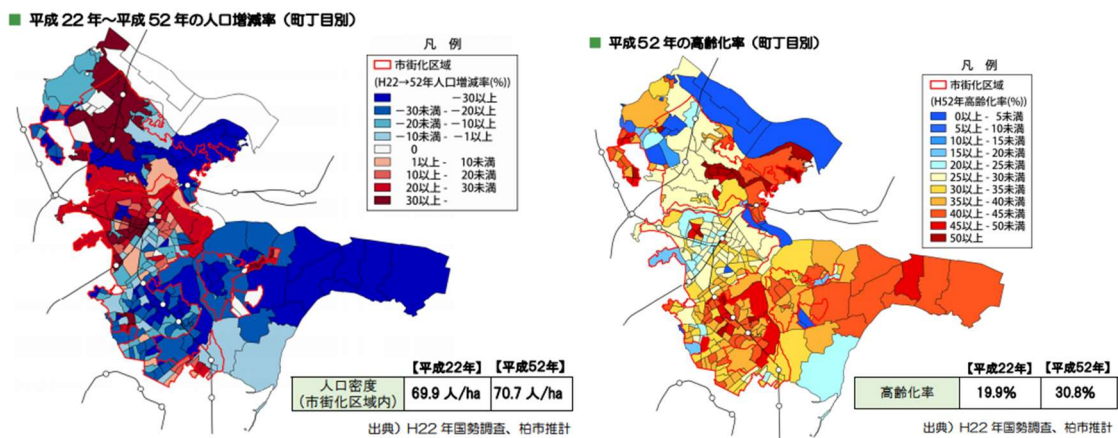 ■ 平成22年～平成52年の人口増減率（町丁目別）
凡 例
市街化区域
(H22→52年人口増減率(%))
－30以上
－30未満 - －20以上
－20未満 - －10以上
－10未満 - －1以上
0
1以上 - 10未満
10以上 - 20未満
20以上 - 30未満
30以上 -
【平成22年】 【平成52年】
人口密度
（市街化区域内） 69.9 人/ha 70.7 人/ha
出典）H22年国勢調査、柏市推計
■ 平成52年の高齢化率（町丁目別）
凡 例
市街化区域
(H52年高齢化率(%))
0以上 - 5未満
5以上 - 10未満
10以上 - 15未満
15以上 - 20未満
20以上 - 25未満
25以上 - 30未満
30以上 - 35未満
35以上 - 40未満
40以上 - 45未満
45以上 - 50未満
50以上
【平成22年】 【平成52年】
高齢化率 19.9% 30.8%
出典）H22年国勢調査、柏市推計